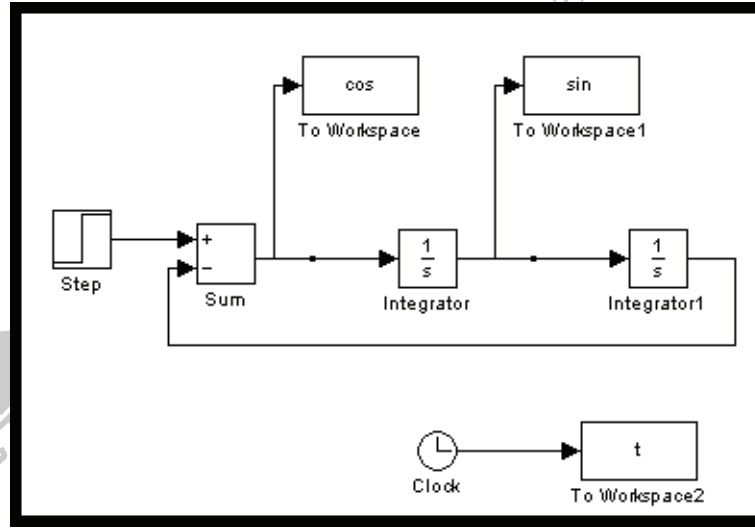 cos
To Workspace
sin
To Workspace1
+
−
Step
Sum
1
s
Integrator
1
s
Integrator1
Clock
t
To Workspace2